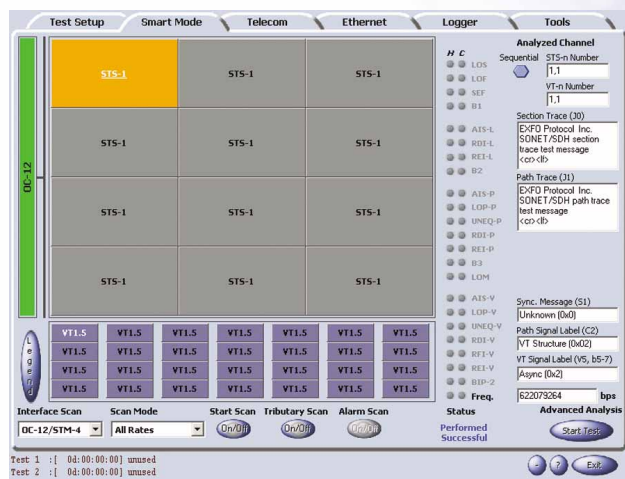 Test Setup Smart Mode Telecom Ethernet Logger Tools
OC-12
STS-1 STS-1 STS-1
STS-1 STS-1 STS-1
STS-1 STS-1 STS-1
STS-1 STS-1 STS-1
Legend
VT1.5 VT1.5 VT1.5 VT1.5 VT1.5 VT1.5 VT1.5
VT1.5 VT1.5 VT1.5 VT1.5 VT1.5 VT1.5 VT1.5
VT1.5 VT1.5 VT1.5 VT1.5 VT1.5 VT1.5 VT1.5
VT1.5 VT1.5 VT1.5 VT1.5 VT1.5 VT1.5 VT1.5
H C
LOS
LOF
SEF
B1
AIS-L
RDI-L
REI-L
B2
AIS-P
LOP-P
UNEQ-P
RDI-P
REI-P
B3
LOM
AIS-V
LOP-V
UNEQ-V
RDI-V
RFI-V
REI-V
BIP-2
Freq.
Analyzed Channel
Sequential STS-n Number
1,1
VT-n Number
1,1
Section Trace (J0)
EXFO Protocol Inc.
SONET/SDH section
trace test message
<cr><lf>
Path Trace (J1)
EXFO Protocol Inc.
SONET/SDH path trace
test message
<cr><lf>
Sync. Message (S1)
Unknown (0x0)
Path Signal Label (C2)
VT Structure (0x02)
VT Signal Label (V5, b5-7)
Async (0x2)
622079264 bps
Interface Scan Scan Mode Start Scan Tributary Scan Alarm Scan Status Advanced Analysis
OC-12/STM-4 All Rates On/Off On/Off On/Off Performed Successful Start Test
Test 1 :[ 0d:00:00:00] unused
Test 2 :[ 0d:00:00:00] unused
- ? Exit